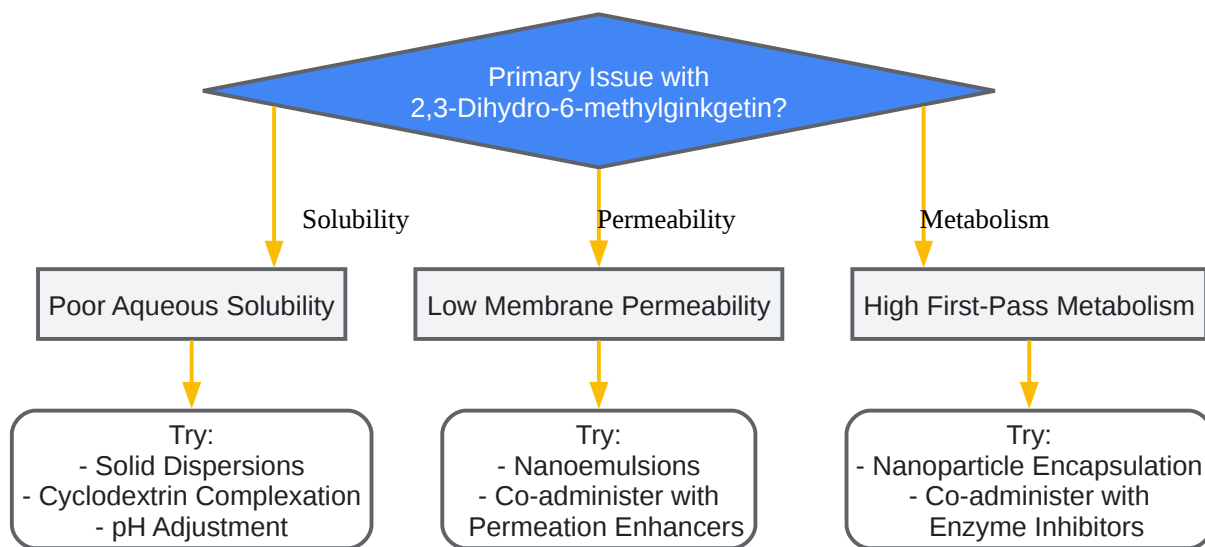 Primary Issue with
2,3-Dihydro-6-methylginkgetin?
Solubility
Permeability
Metabolism
Poor Aqueous Solubility
Low Membrane Permeability
High First-Pass Metabolism
Try:
- Solid Dispersions
- Cyclodextrin Complexation
- pH Adjustment
Try:
- Nanoemulsions
- Co-administer with
Permeation Enhancers
Try:
- Nanoparticle Encapsulation
- Co-administer with
Enzyme Inhibitors